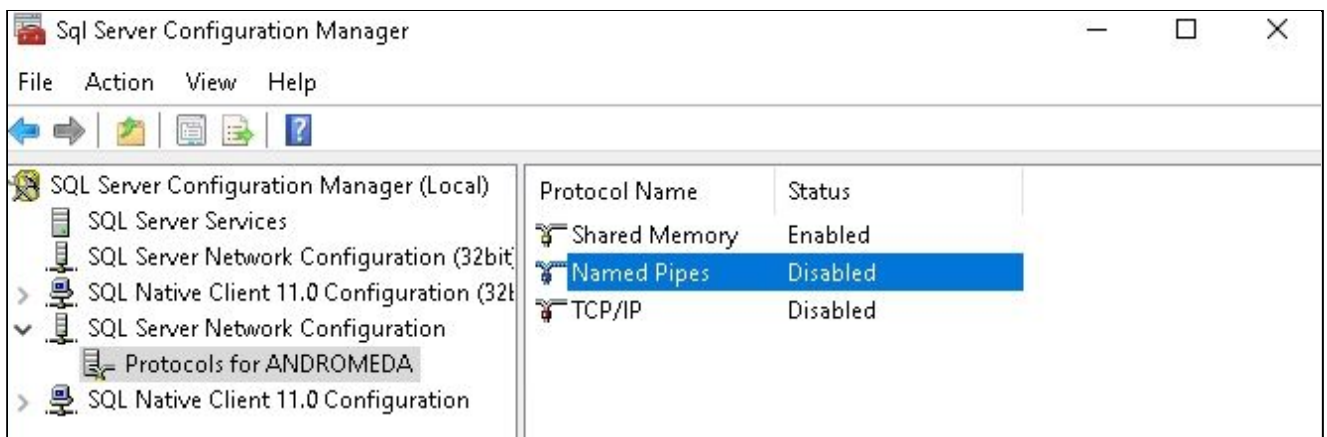 Sql Server Configuration Manager
File Action View Help
SQL Server Configuration Manager (Local)
SQL Server Services
SQL Server Network Configuration (32bit
SQL Native Client 11.0 Configuration (32b
SQL Server Network Configuration
Protocols for ANDROMEDA
SQL Native Client 11.0 Configuration
Protocol Name Status
Shared Memory Enabled
Named Pipes Disabled
TCP/IP Disabled